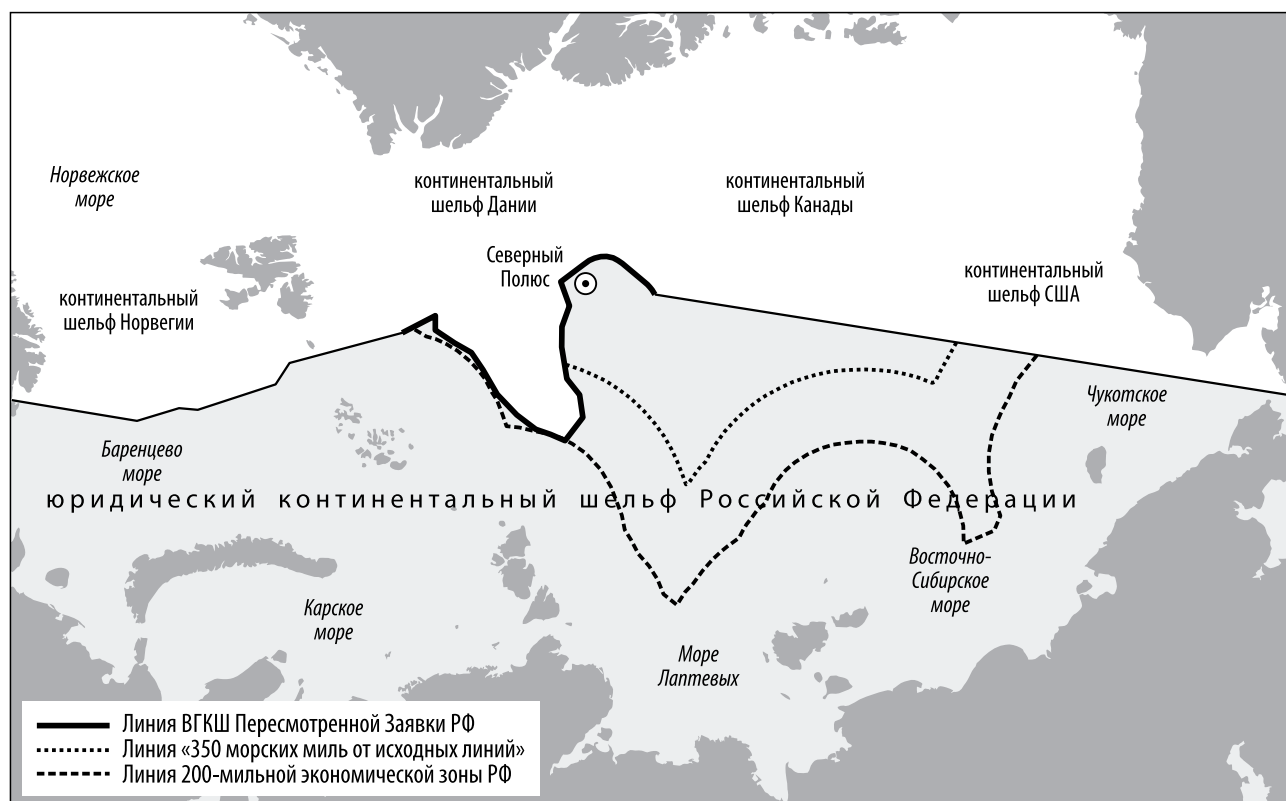 Норвежское
море
континентальный
шельф Дании
континентальный
шельф Канады
Северный
Полюс
континентальный
шельф США
континентальный
шельф Норвегии
Чукотское
море
Баренцево
море
юридический континентальный шельф Российской Федерации
Восточно-
Сибирское
море
Карское
море
Море
Лаптевых
Линия ВГКШ Пересмотренной Заявки РФ
Линия «350 морских миль от исходных линий»
Линия 200-мильной экономической зоны РФ